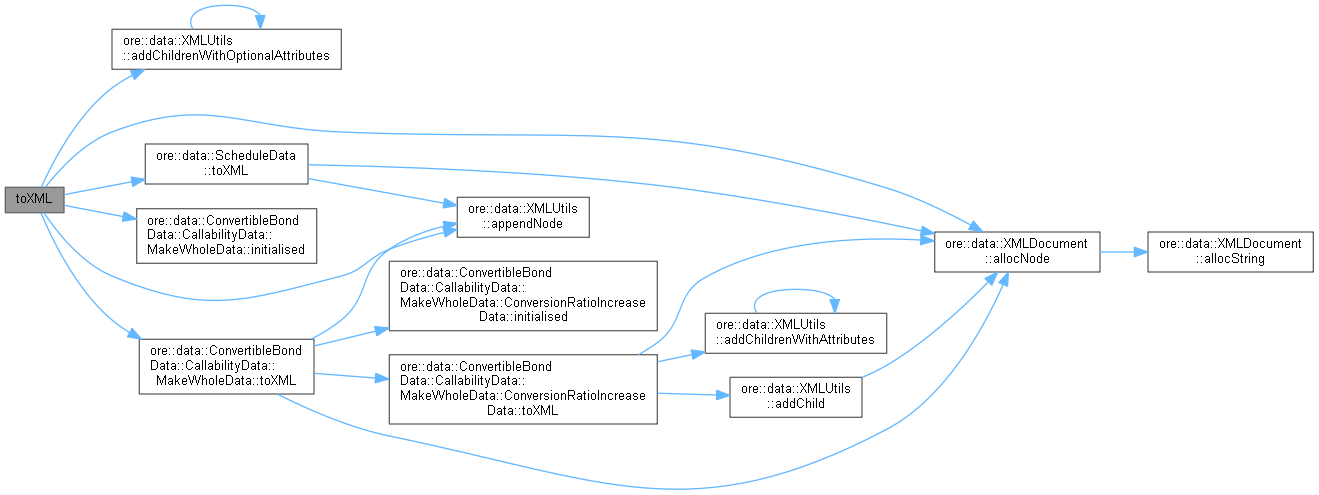 ore::data::XMLUtils
::addChildrenWithOptionalAttributes
ore::data::ScheduleData
::toXML
toXML
ore::data::ConvertibleBond
Data::CallabilityData::
MakeWholeData::initialised
ore::data::XMLUtils
::appendNode
ore::data::XMLDocument
::allocNode
ore::data::XMLDocument
::allocString
ore::data::ConvertibleBond
Data::CallabilityData::
MakeWholeData::ConversionRatioIncrease
Data::initialised
ore::data::XMLUtils
::addChildrenWithAttributes
ore::data::ConvertibleBond
Data::CallabilityData::
MakeWholeData::toXML
ore::data::ConvertibleBond
Data::CallabilityData::
MakeWholeData::ConversionRatioIncrease
Data::toXML
ore::data::XMLUtils
::addChild